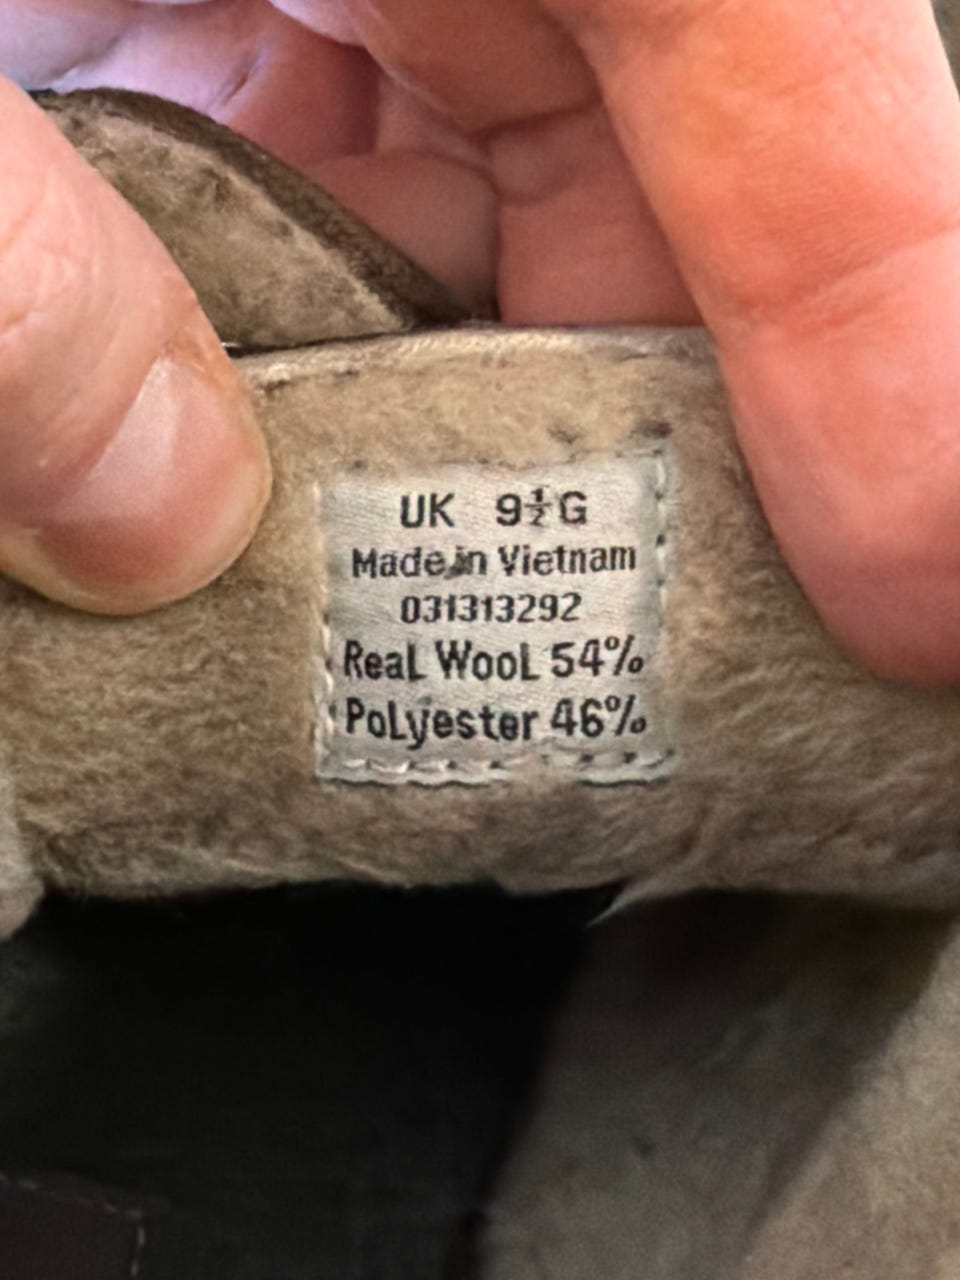 UK 9½G
Made in Vietnam
031313292
Real Wool 54%
Polyester 46%